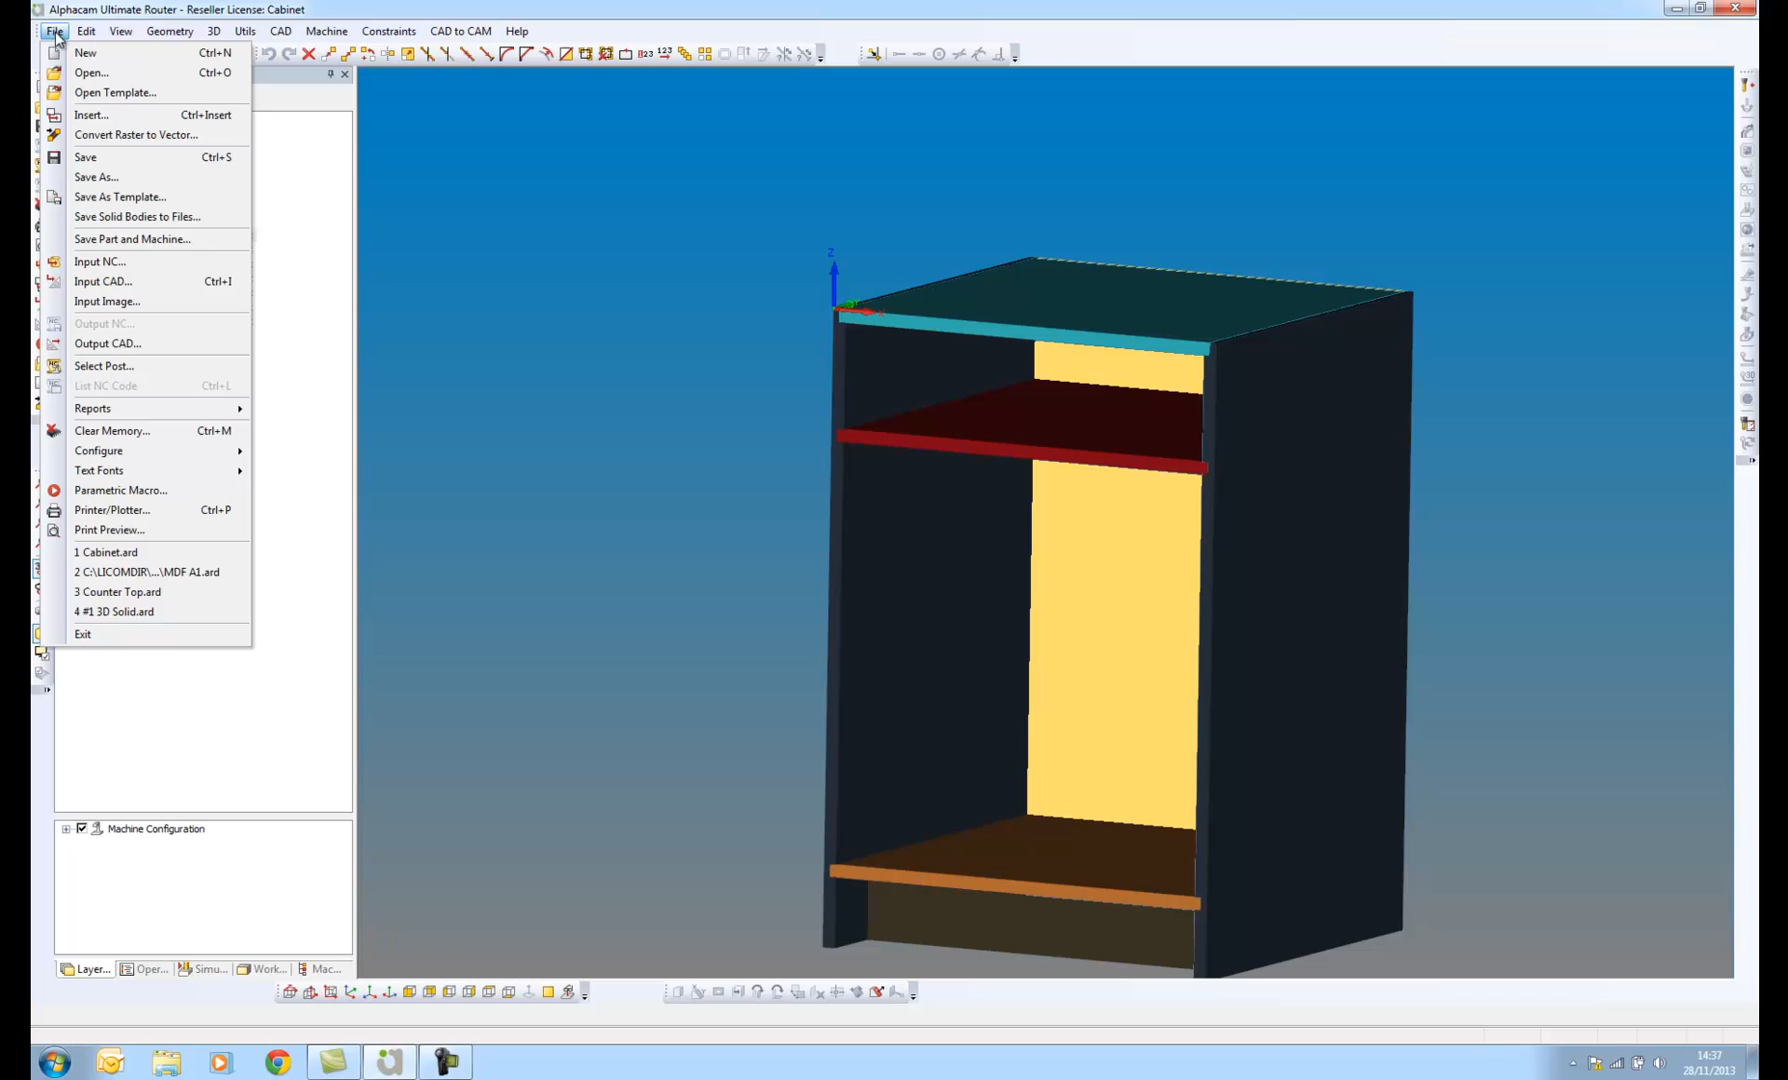 Alphacam Ultimate Router - Reseller License: Cabinet
File Edit View Geometry 3D Utils CAD Machine Constraints CAD to CAM Help
New Ctrl+N
Open... Ctrl+O
Open Template...
Insert... Ctrl+Insert
Convert Raster to Vector...
Save Ctrl+S
Save As...
Save As Template...
Save Solid Bodies to Files...
Save Part and Machine...
Input NC...
Input CAD... Ctrl+I
Input Image...
Output NC...
Output CAD...
Select Post...
List NC Code Ctrl+L
Reports
Clear Memory... Ctrl+M
Configure
Text Fonts
Parametric Macro...
Printer/Plotter... Ctrl+P
Print Preview...
1 Cabinet.ard
2 C:\LICOMDIR\...\MDF A1.ard
3 Counter Top.ard
4 #1 3D Solid.ard
Exit
Z
X
Machine Configuration
Layer... Oper... Simu... Work... Mac...
14:37
28/11/2013